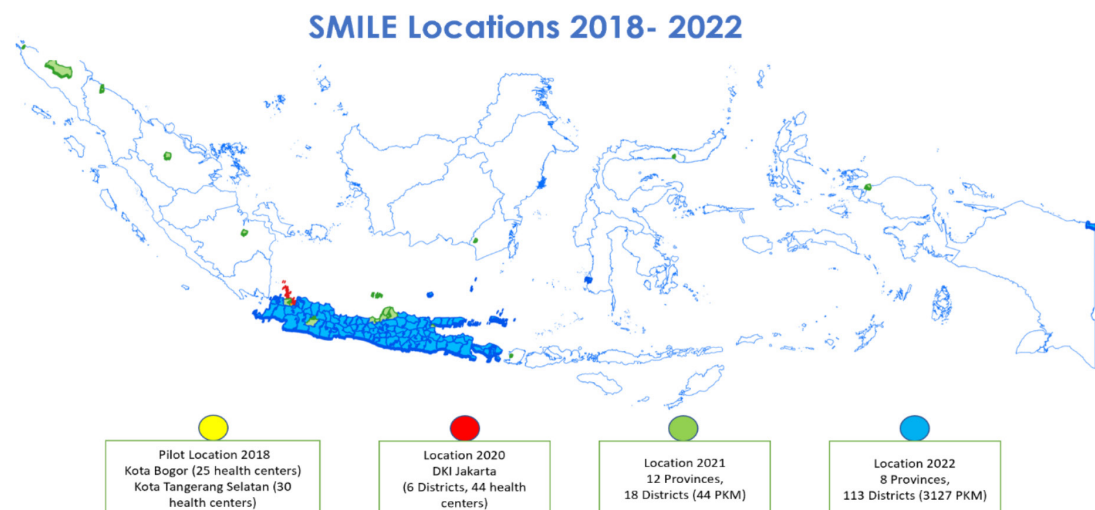 SMILE Locations 2018- 2022
Pilot Location 2018
Kota Bogor (25 health centers)
Kota Tangerang Selatan (30
health centers)
Location 2020
DKI Jakarta
(6 Districts, 44 health
centers)
Location 2021
12 Provinces,
18 Districts (44 PKM)
Location 2022
8 Provinces,
113 Districts (3127 PKM)